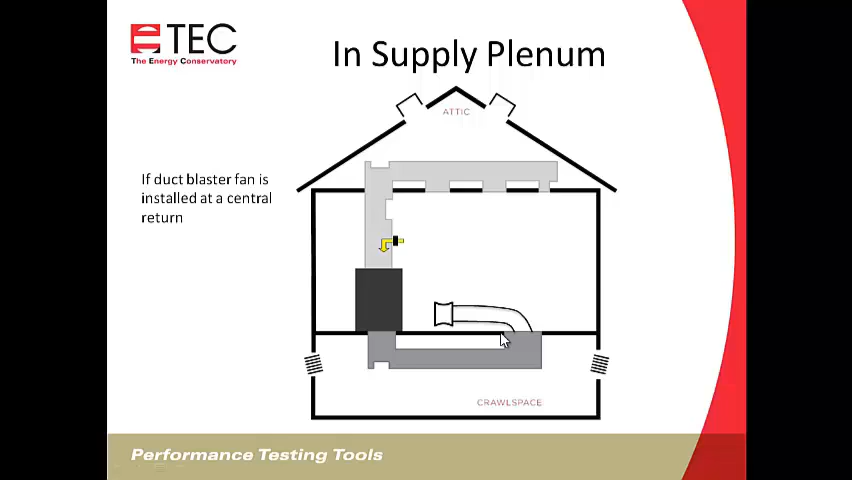 TEC
The Energy Conservatory
In Supply Plenum
ATTIC
If duct blaster fan is
installed at a central
return
CRAWLSPACE
Performance Testing Tools